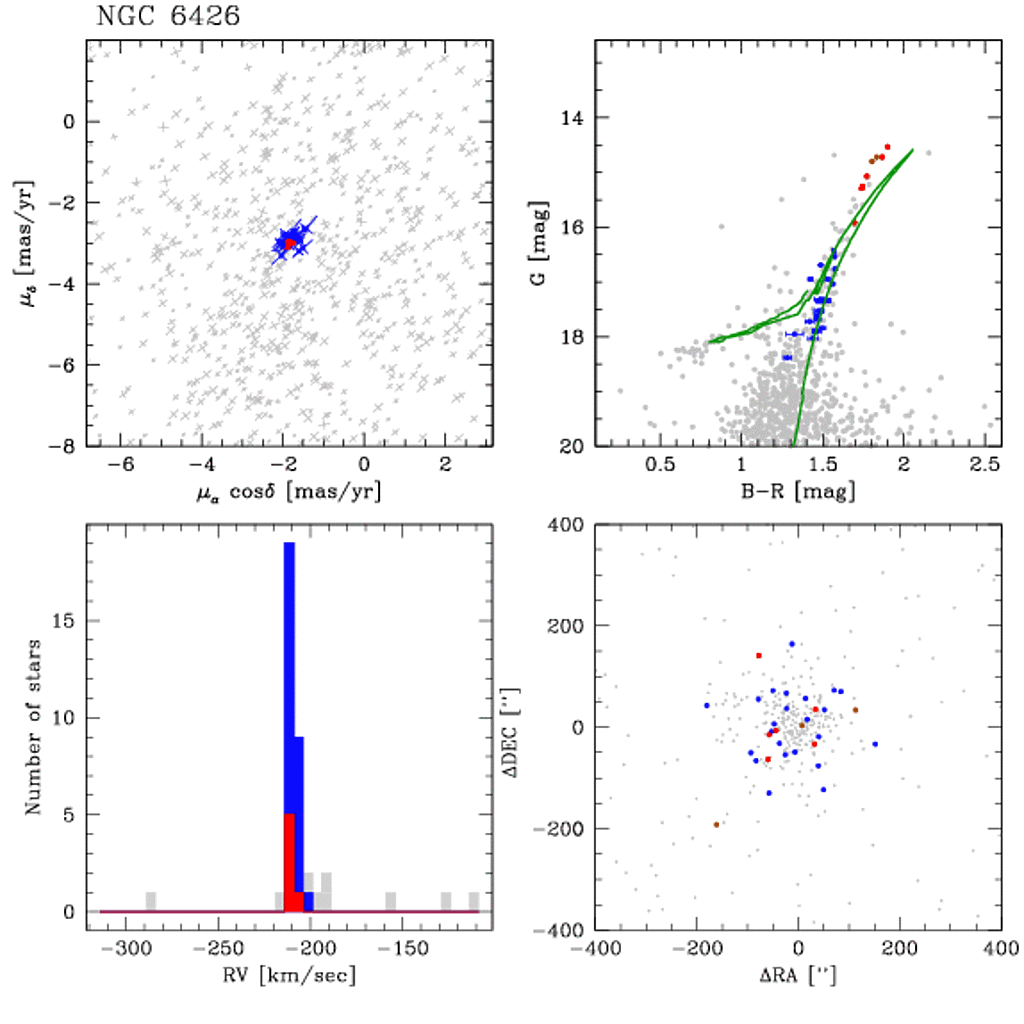 NGC 6426
0
−2
−4
−6
−8
μδ [mas/yr]
−6 −4 −2 0 2
μα cosδ [mas/yr]
14
16
18
20
G [mag]
0.5 1 1.5 2 2.5
B−R [mag]
15
10
5
0
Number of stars
−300 −250 −200 −150
RV [km/sec]
400
200
0
−200
−400
ΔDEC [″]
−400 −200 0 200 400
ΔRA [″]